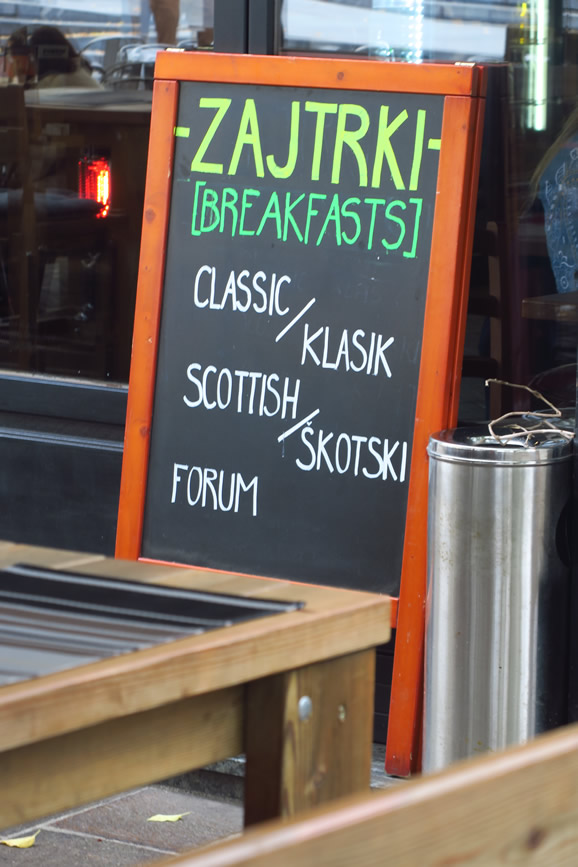 -ZAJTRKI-
[BREAKFASTS]
CLASSIC/
KLASIK
SCOTTISH/
ŠKOTSKI
FORUM